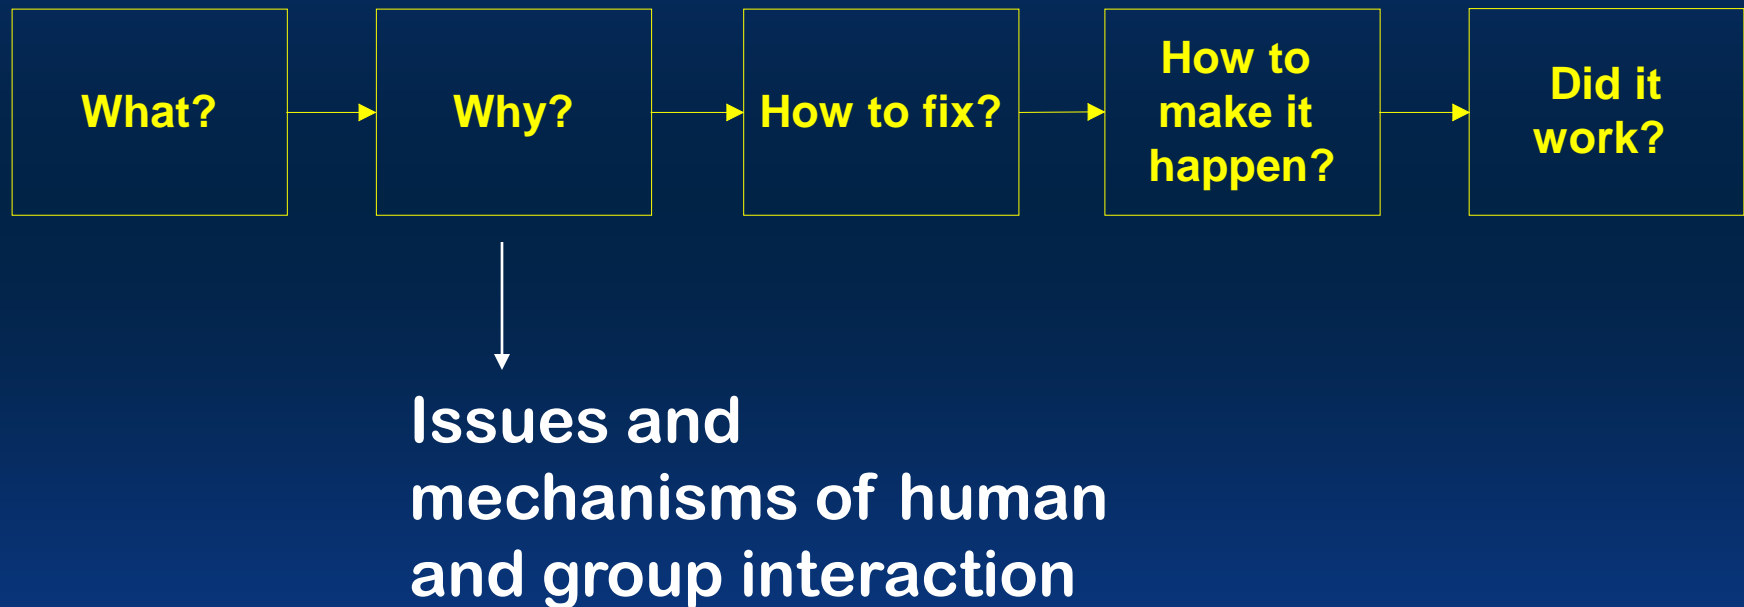 What?
Why?
How to fix?
How to
make it
happen?
Did it
work?
Issues and
mechanisms of human
and group interaction